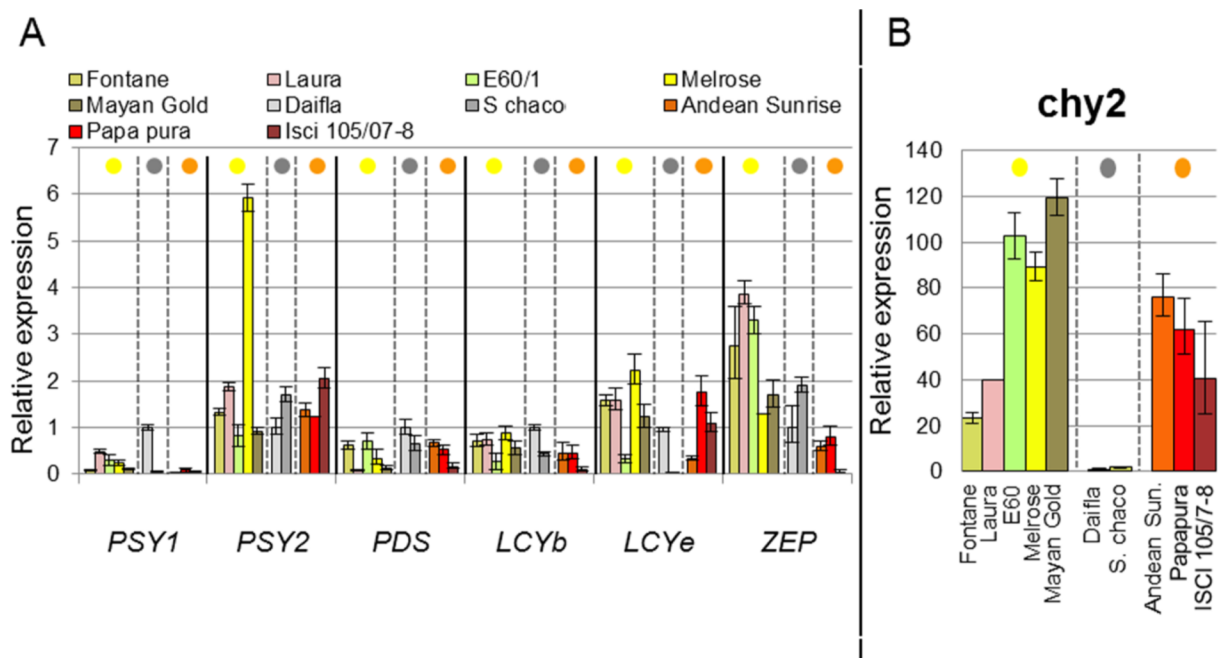 A
Fontane Laura E60/1 Melrose
Mayan Gold Daifla S chaco Andean Sunrise
Papa pura Isci 105/07-8
Relative expression
7
6
5
4
3
2
1
0
PSY1 PSY2 PDS LCYb LCYe ZEP
B
chy2
Relative expression
140
120
100
80
60
40
20
0
Fontane
Laura
E60
Melrose
Mayan Gold
Daifla
S. chaco
Andean Sun.
Papapura
ISCI 105/7-8